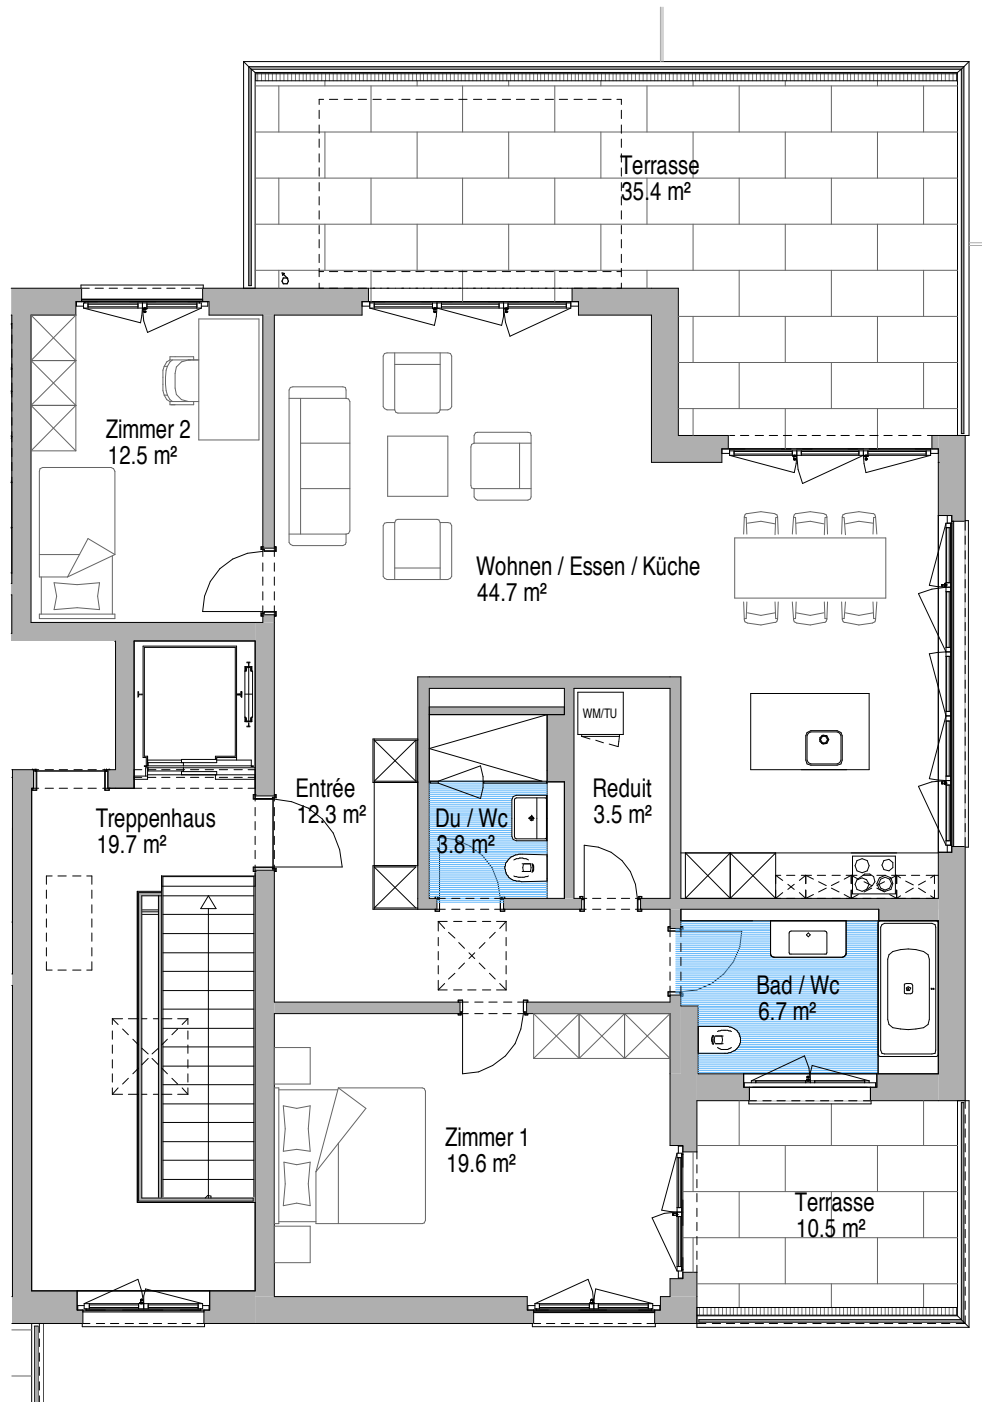 Terrasse
35.4 m²
Zimmer 2
12.5 m²
Wohnen / Essen / Küche
44.7 m²
WM/TU
Entrée
12.3 m²
Reduit
3.5 m²
Treppenhaus
19.7 m²
Du / Wc
3.8 m²
Bad / Wc
6.7 m²
Zimmer 1
19.6 m²
Terrasse
10.5 m²